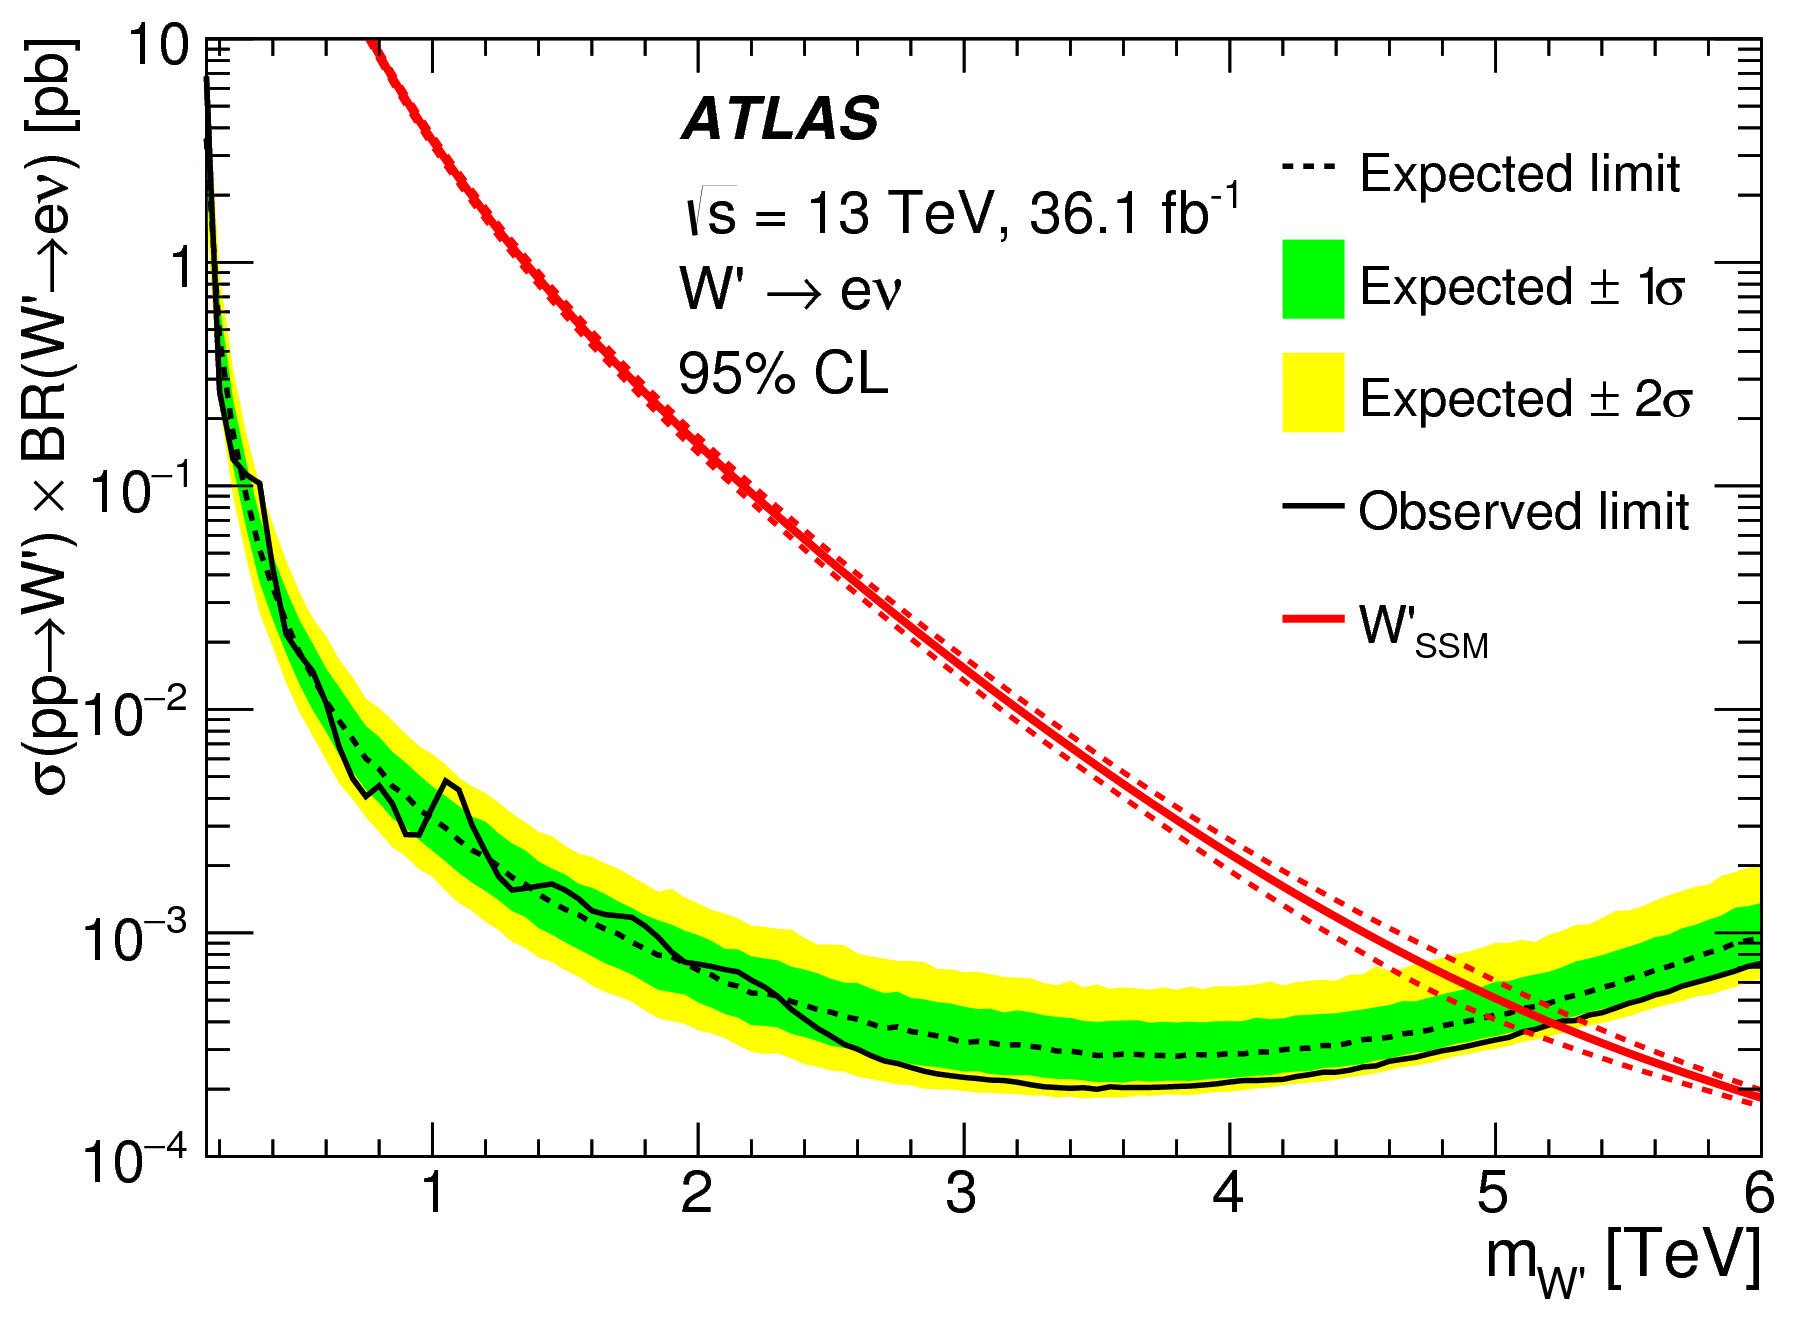 σ(pp→W') × BR(W'→eν) [pb]
10
1
10⁻¹
10⁻²
10⁻³
10⁻⁴
ATLAS
√s = 13 TeV, 36.1 fb⁻¹
W' → eν
95% CL
Expected limit
Expected ± 1σ
Expected ± 2σ
Observed limit
W'SSM
1 2 3 4 5 6
mW' [TeV]